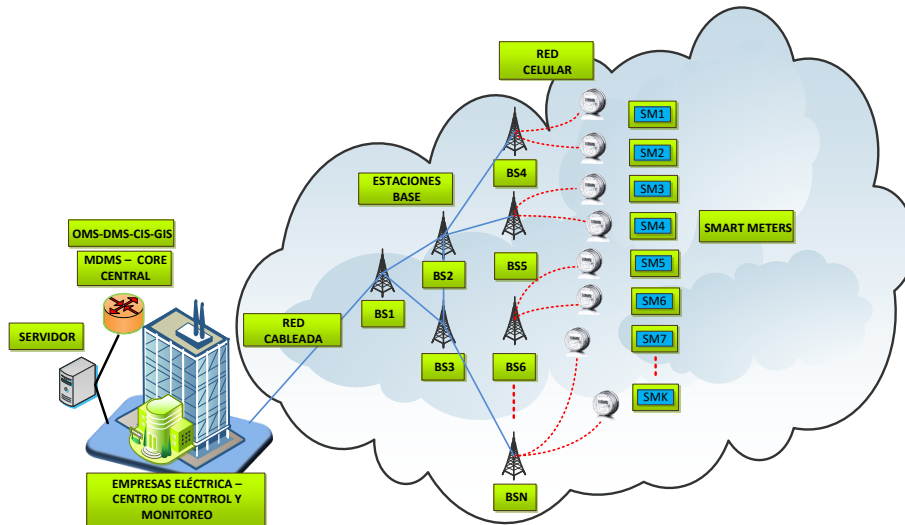 RED
CELULAR
SM1
SM2
BS4
ESTACIONES
BASE
SM3
SM4
SMART METERS
OMS-DMS-CIS-GIS
MDMS – CORE
CENTRAL
BS2
BS5
SM5
SM6
BS1
RED
CABLEADA
SERVIDOR
BS3
BS6
SM7
SMK
EMPRESAS ELÉCTRICA –
CENTRO DE CONTROL Y
MONITOREO
BSN